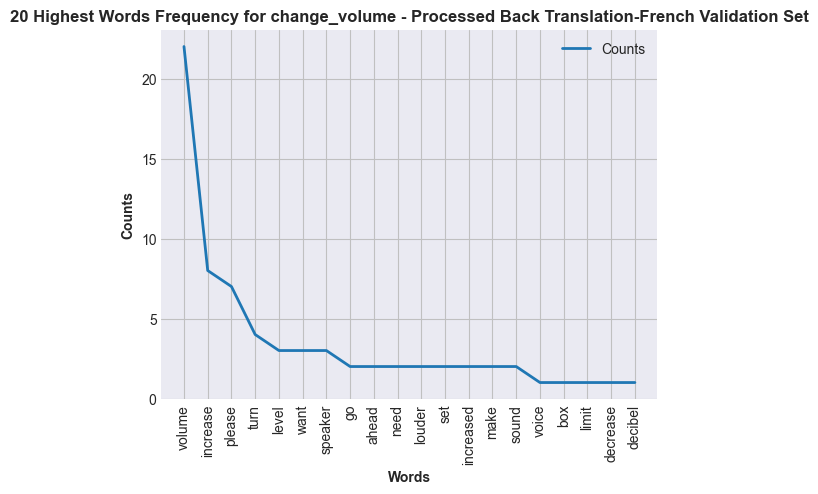 20 Highest Words Frequency for change_volume - Processed Back Translation-French Validation Set
Counts
Counts
20
15
10
5
0
volume
increase
please
turn
level
want
speaker
go
ahead
need
louder
set
increased
make
sound
voice
box
limit
decrease
decibel
Words